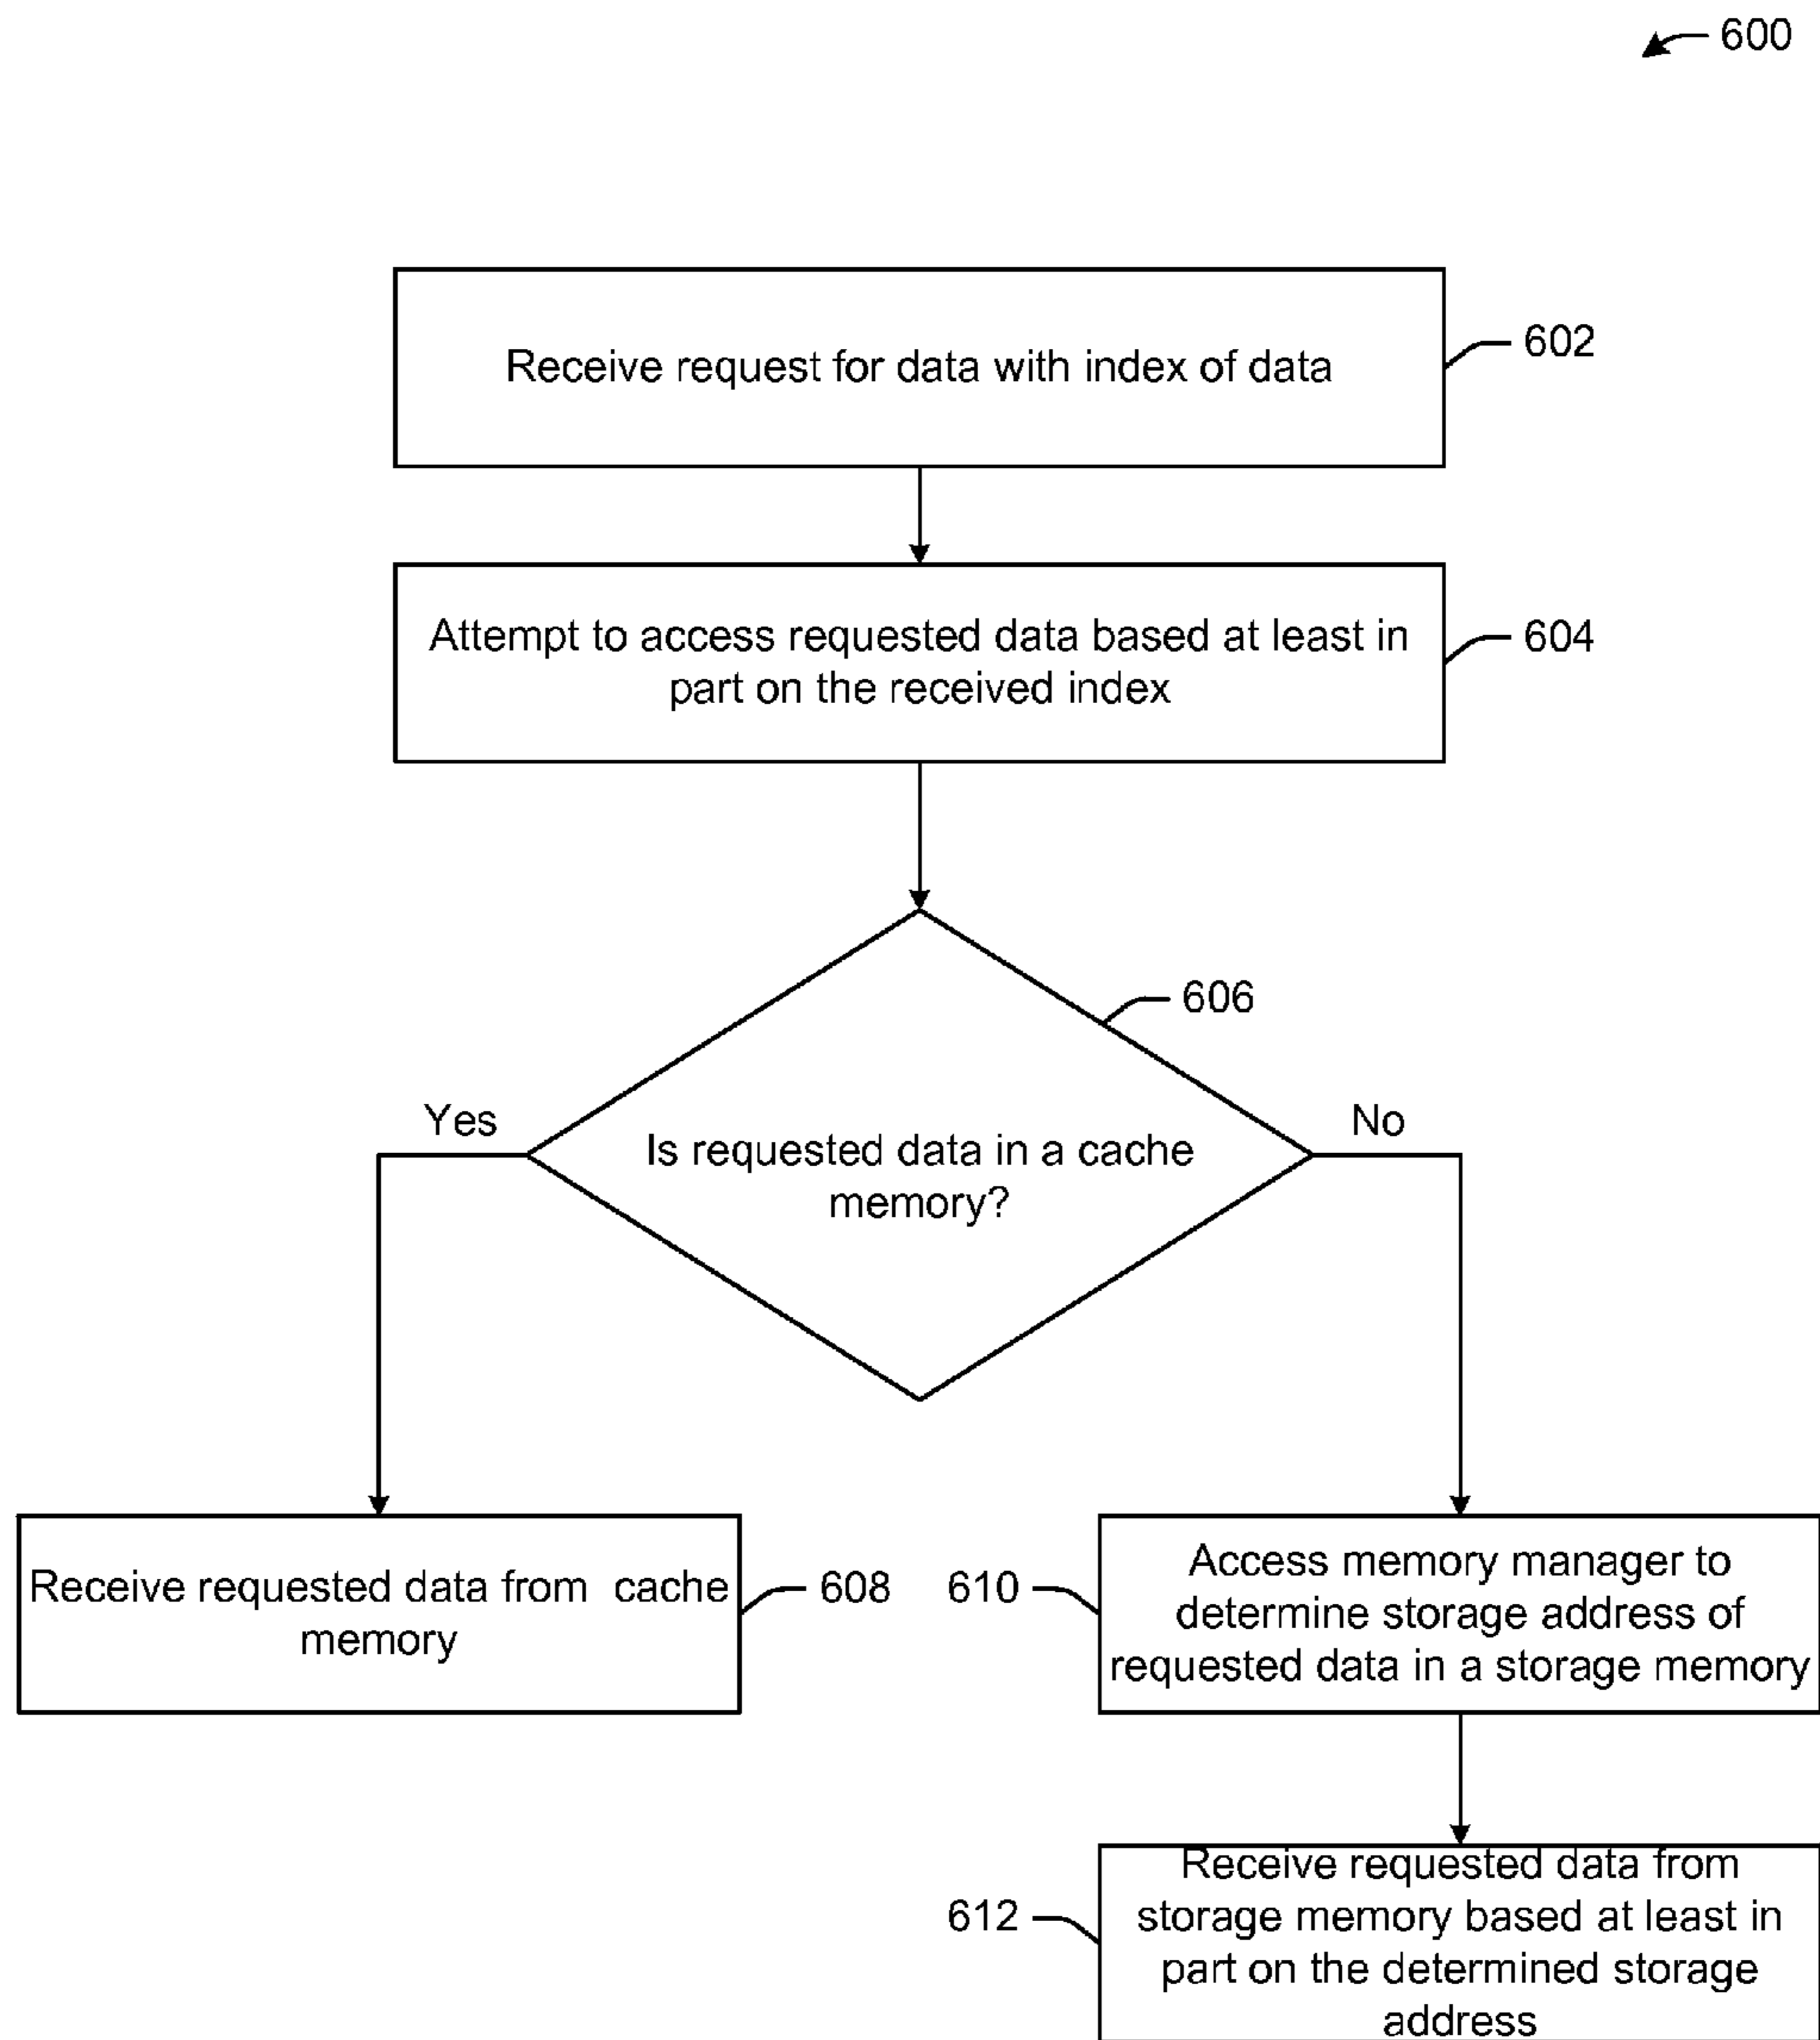 600
Receive request for data with index of data
602
Attempt to access requested data based at least in
part on the received index
604
606
Yes
No
Is requested data in a cache
memory?
Receive requested data from cache
memory
608
610
Access memory manager to
determine storage address of
requested data in a storage memory
612
Receive requested data from
storage memory based at least in
part on the determined storage
address